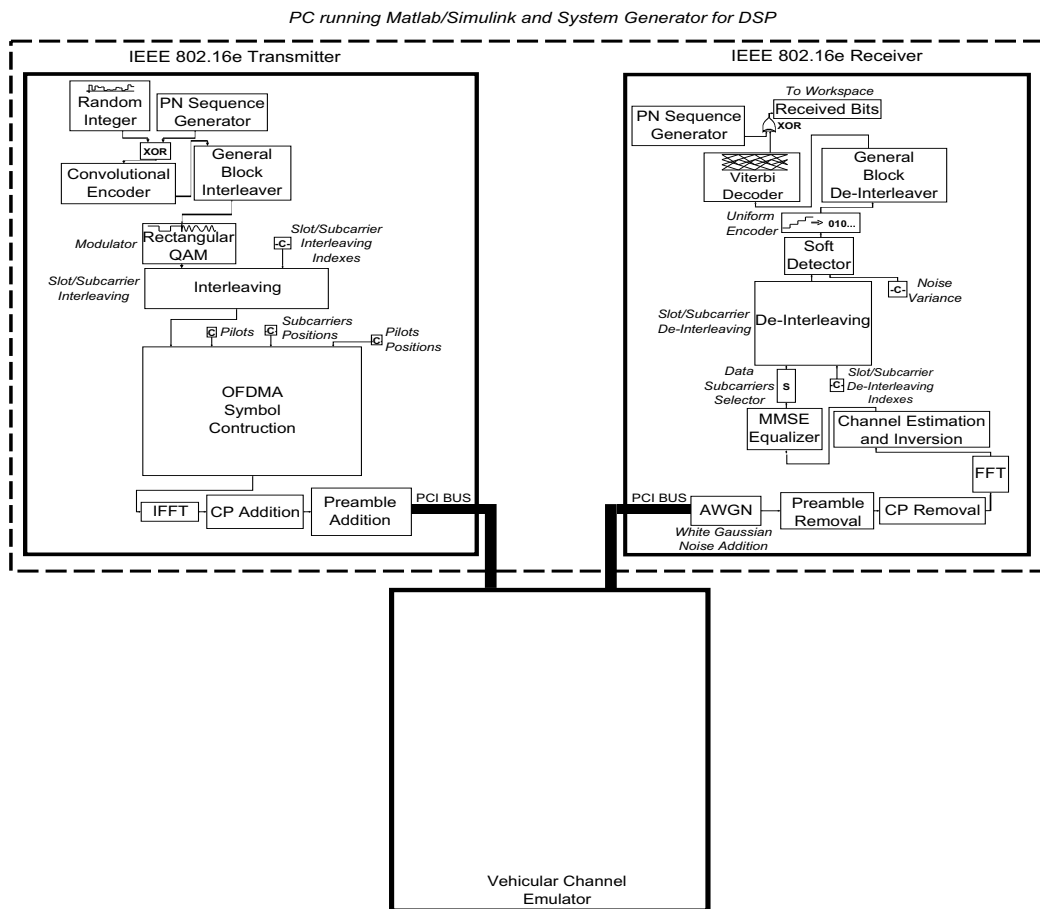 PC running Matlab/Simulink and System Generator for DSP
IEEE 802.16e Transmitter
Random
Integer
PN Sequence
Generator
XOR
Convolutional
Encoder
General
Block
Interleaver
Modulator
Rectangular
QAM
-C-
Slot/Subcarrier
Interleaving
Indexes
Slot/Subcarrier
Interleaving
Interleaving
C
Pilots
C
Subcarriers
Positions
C
Pilots
Positions
OFDMA
Symbol
Contruction
IFFT
CP Addition
Preamble
Addition
PCI BUS
IEEE 802.16e Receiver
To Workspace
Received Bits
PN Sequence
Generator
XOR
Viterbi
Decoder
General
Block
De-Interleaver
Uniform
Encoder
010...
Soft
Detector
-C-
Noise
Variance
Slot/Subcarrier
De-Interleaving
De-Interleaving
Data
Subcarriers
Selector
S
-C-
Slot/Subcarrier
De-Interleaving
Indexes
MMSE
Equalizer
Channel Estimation
and Inversion
FFT
PCI BUS
AWGN
White Gaussian
Noise Addition
Preamble
Removal
CP Removal
Vehicular Channel
Emulator